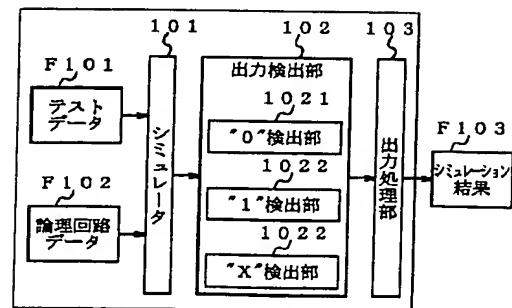 101
102
103
F101
テスト
データ
F102
論理回路
データ
シミュレータ
出力検出部
1021
"0"検出部
1022
"1"検出部
1022
"X"検出部
出力処理部
F103
シミュレーション
結果